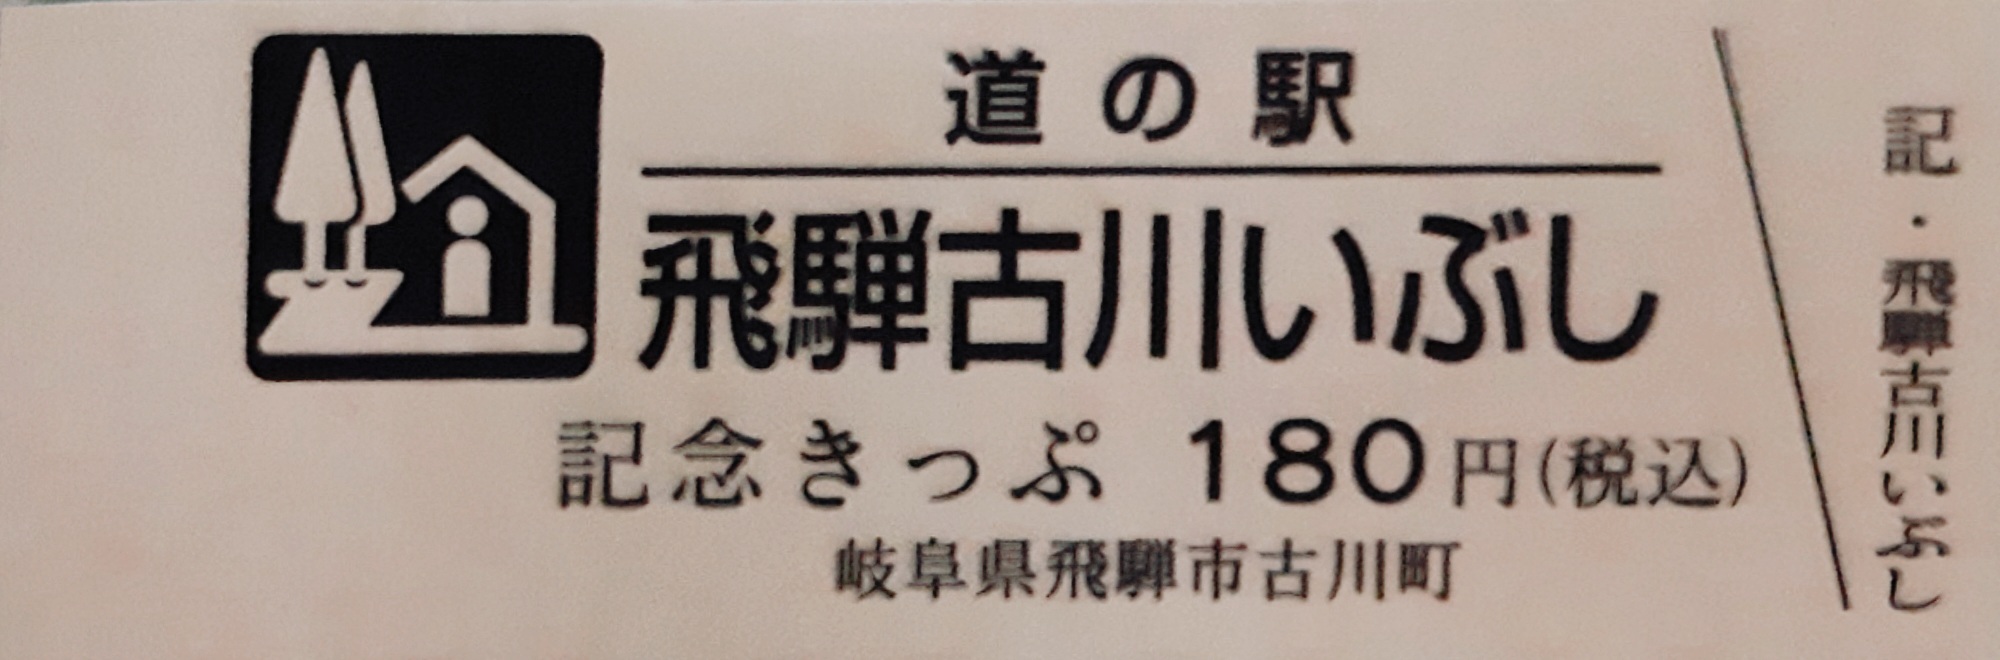 道の駅
飛騨古川いぶし
記念きっぷ 180円(税込)
岐阜県飛騨市古川町
記・飛騨古川いぶし